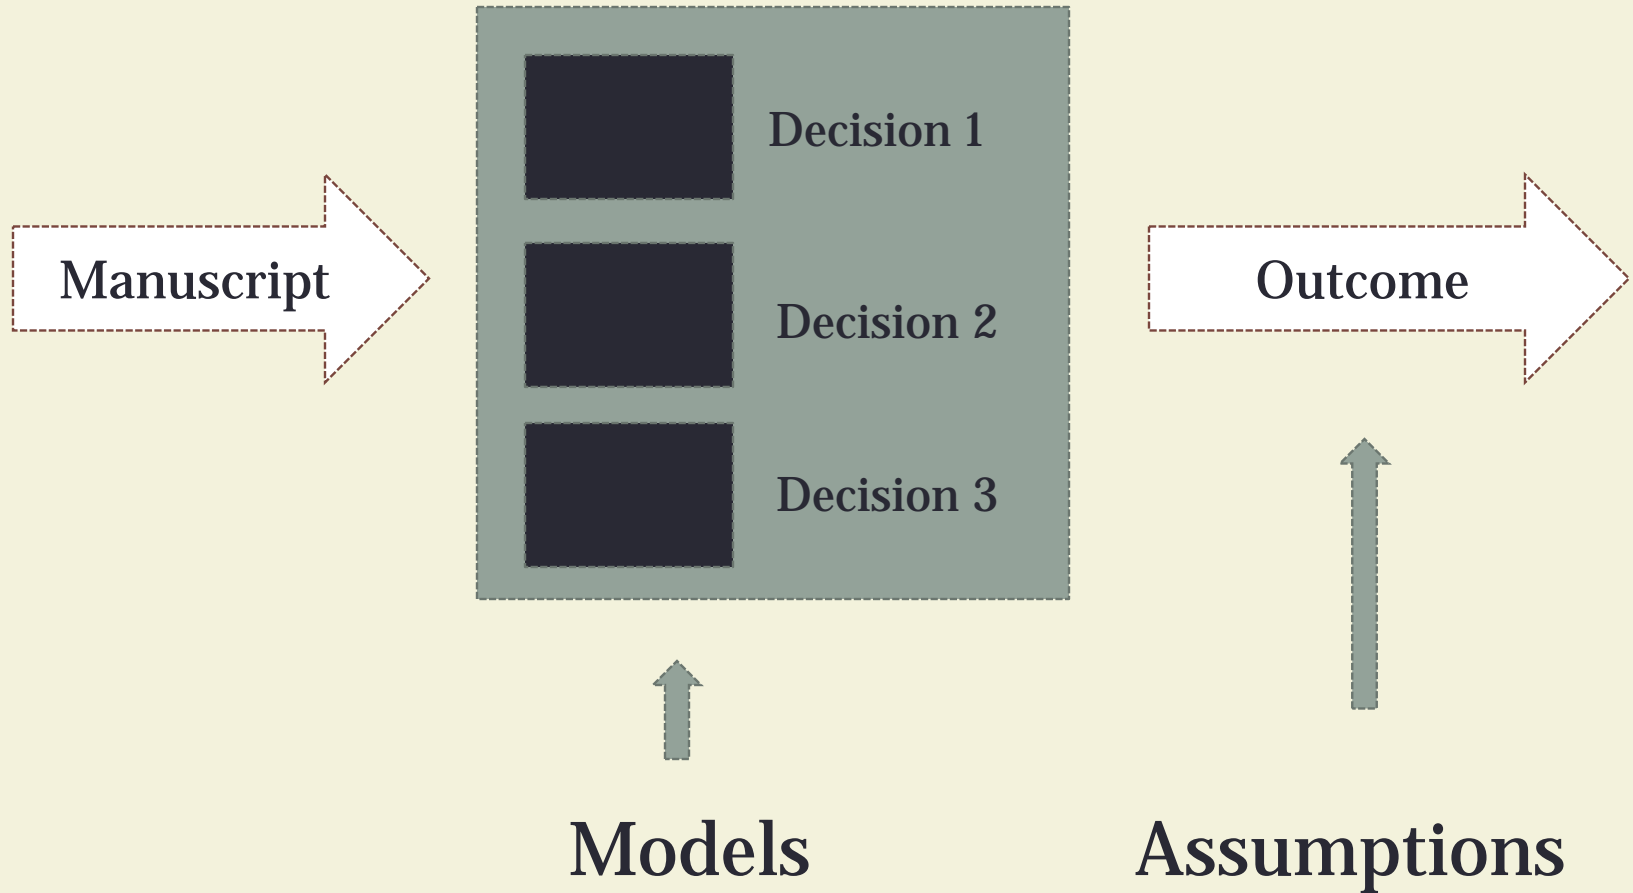 Decision 1
Manuscript
Outcome
Decision 2
Decision 3
Models
Assumptions